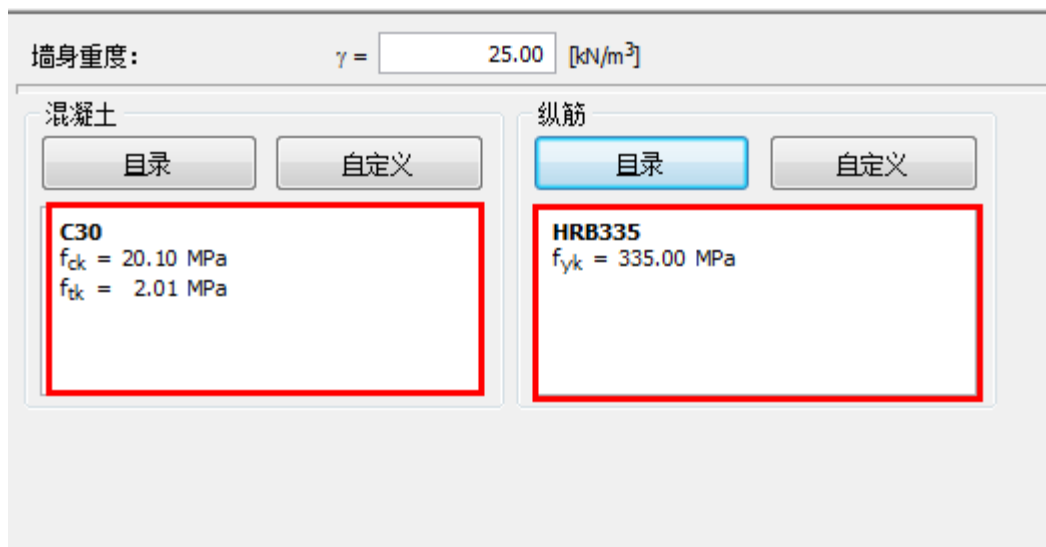 墙身重度： γ = 25.00 [kN/m³]
混凝土 纵筋
目录 自定义 目录 自定义
C30
fck = 20.10 MPa
ftk = 2.01 MPa
HRB335
fyk = 335.00 MPa